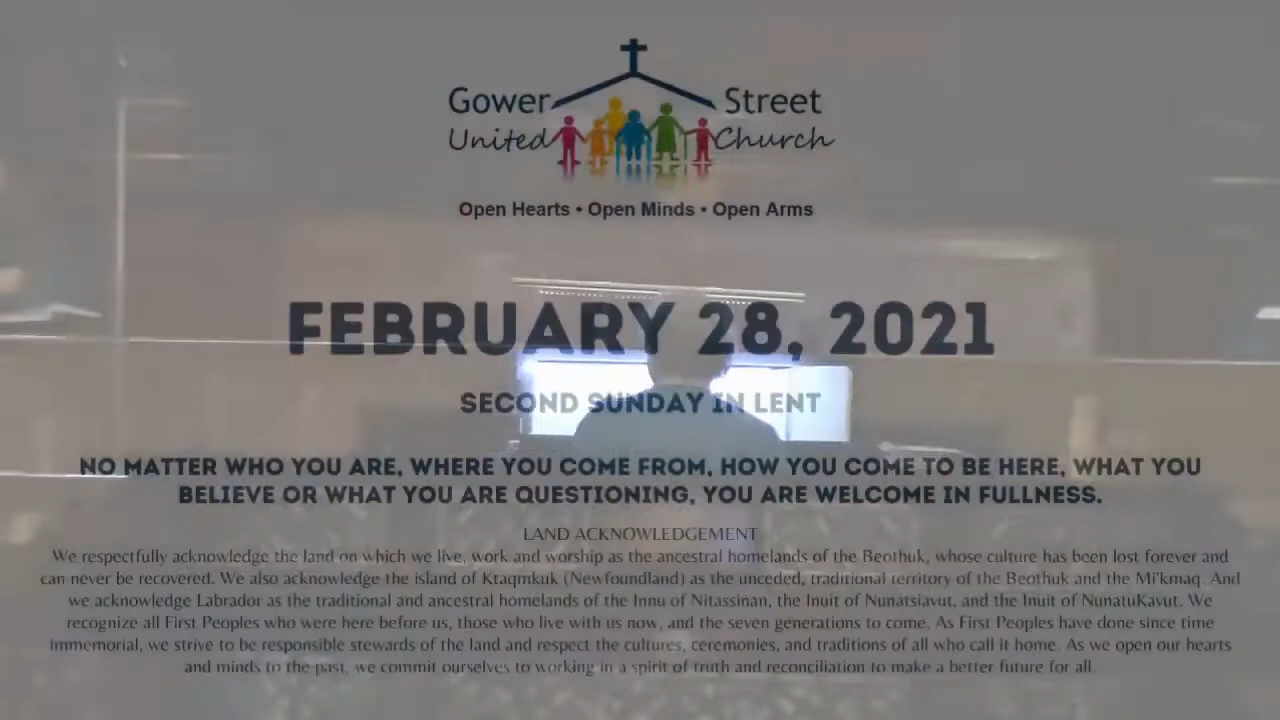 Gower Street
United Church
Open Hearts • Open Minds • Open Arms
FEBRUARY 28, 2021
SECOND SUNDAY IN LENT
NO MATTER WHO YOU ARE, WHERE YOU COME FROM, HOW YOU COME TO BE HERE, WHAT YOU
BELIEVE OR WHAT YOU ARE QUESTIONING, YOU ARE WELCOME IN FULLNESS.
LAND ACKNOWLEDGEMENT
We respectfully acknowledge the land on which we live, work and worship as the ancestral homelands of the Beothuk, whose culture has been lost forever and
can never be recovered. We also acknowledge the island of Ktaqmkuk (Newfoundland) as the unceded, traditional territory of the Beothuk and the Mi'kmaq. And
we acknowledge Labrador as the traditional and ancestral homelands of the Innu of Nitassinan, the Inuit of Nunatsiavut, and the Inuit of NunatuKavut. We
recognize all First Peoples who were here before us, those who live with us now, and the seven generations to come. As First Peoples have done since time
immemorial, we strive to be responsible stewards of the land and respect the cultures, ceremonies, and traditions of all who call it home. As we open our hearts
and minds to the past, we commit ourselves to working in a spirit of truth and reconciliation to make a better future for all.